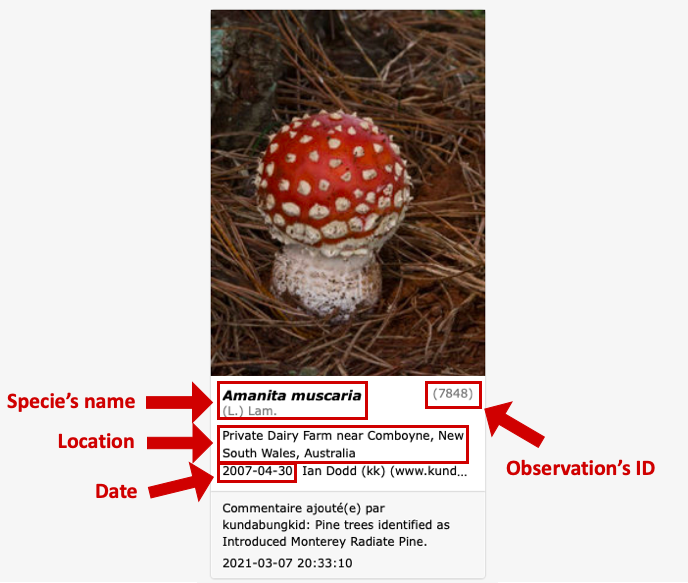 Specie's name
Amanita muscaria
(L.) Lam.
(7848)
Location
Private Dairy Farm near Comboyne, New
South Wales, Australia
Observation's ID
Date
2007-04-30 Ian Dodd (kk) (www.kund...
Commentaire ajouté(e) par
kundabungkid: Pine trees identified as
Introduced Monterey Radiate Pine.
2021-03-07 20:33:10